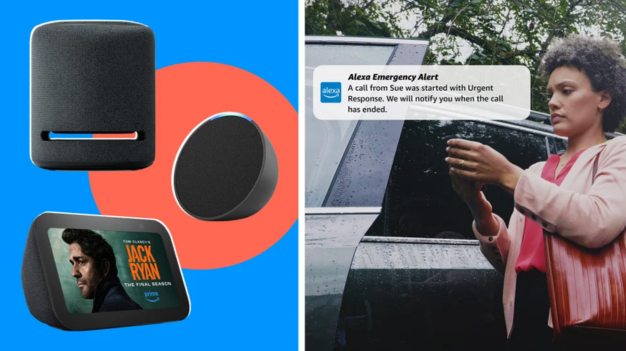 TOM CLANCY'S
JACK
RYAN
THE FINAL SEASON
prime
alexa
Alexa Emergency Alert
A call from Sue was started with Urgent
Response. We will notify you when the call
has ended.